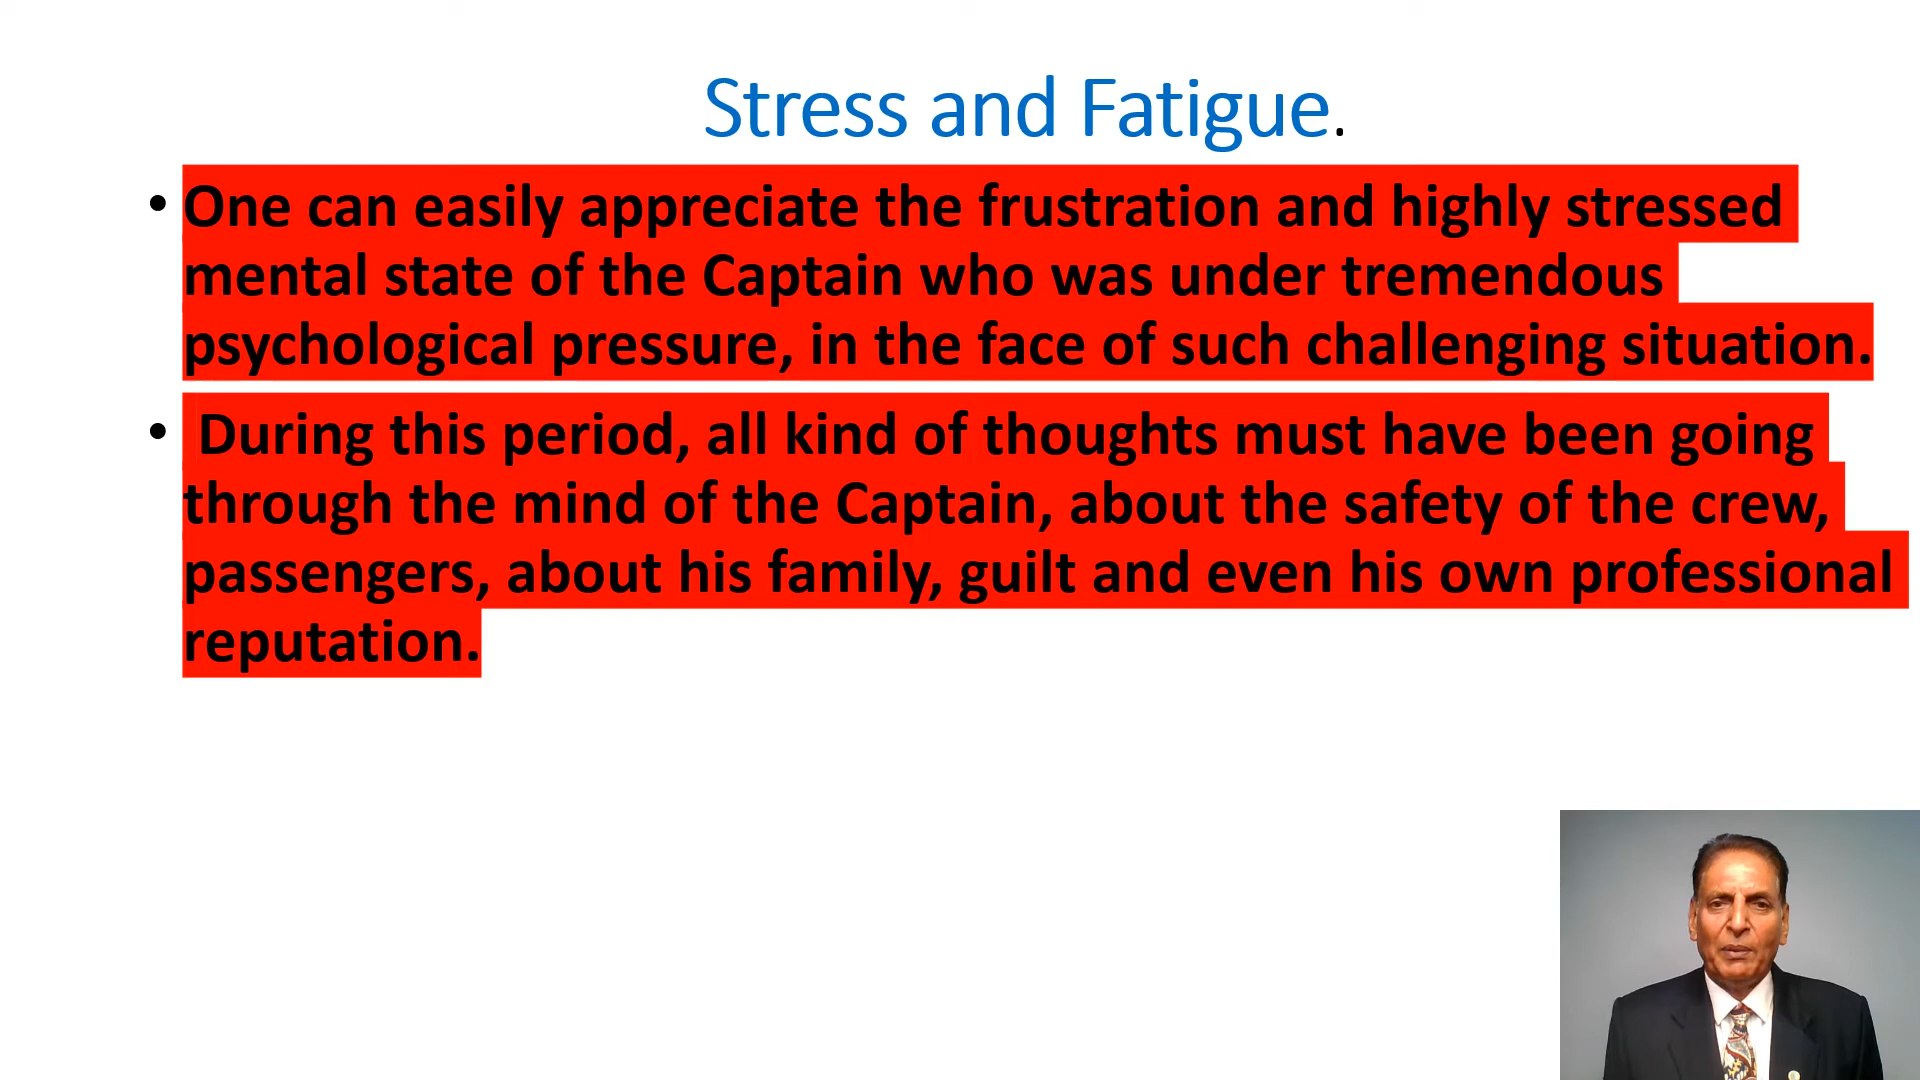 Stress and Fatigue.
• One can easily appreciate the frustration and highly stressed
mental state of the Captain who was under tremendous
psychological pressure, in the face of such challenging situation.
• During this period, all kind of thoughts must have been going
through the mind of the Captain, about the safety of the crew,
passengers, about his family, guilt and even his own professional
reputation.